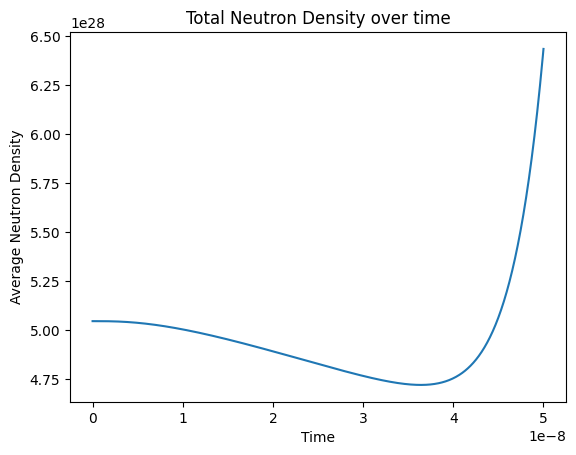 Total Neutron Density over time
1e28
6.50
6.25
6.00
5.75
5.50
5.25
5.00
4.75
Average Neutron Density
0 1 2 3 4 5
1e−8
Time